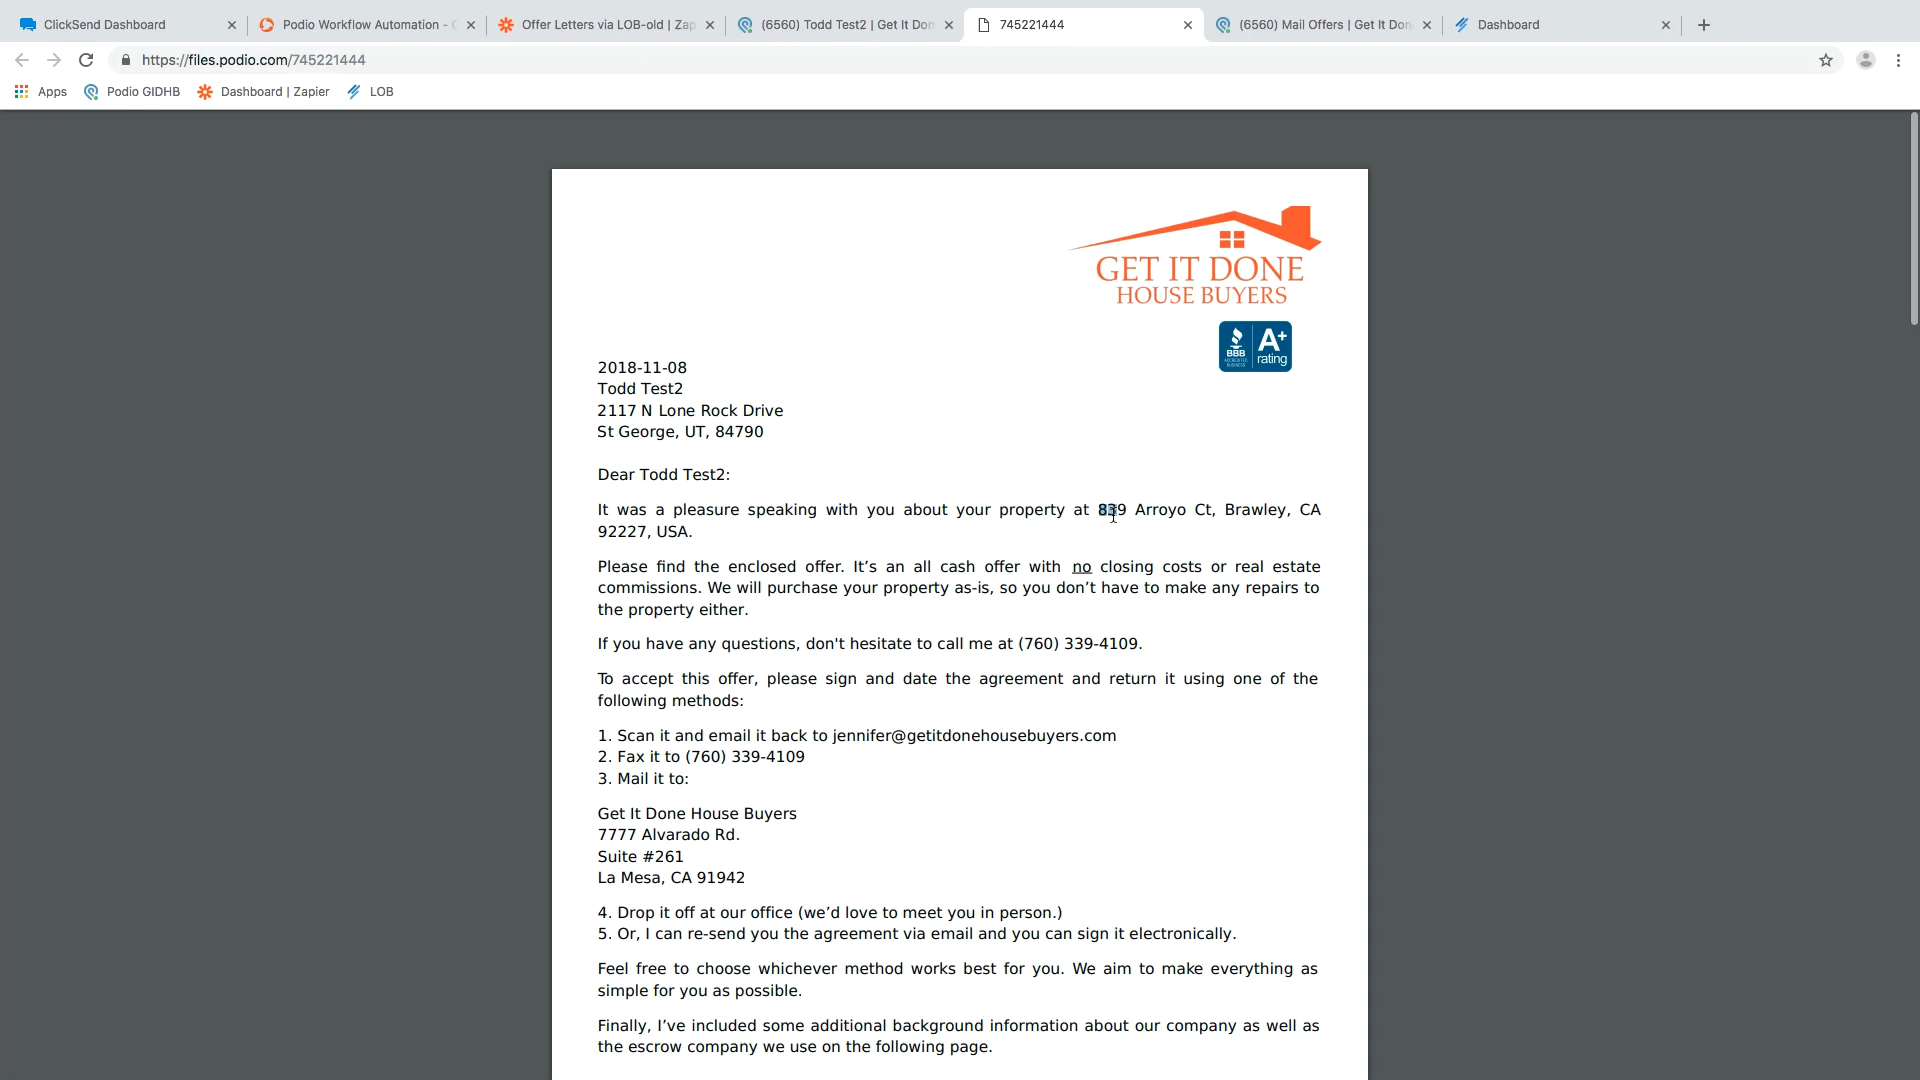 ClickSend Dashboard
Podio Workflow Automation -
Offer Letters via LOB-old | Zap
(6560) Todd Test2 | Get It Don
745221444
(6560) Mail Offers | Get It Don
Dashboard
https://files.podio.com/745221444
Apps
Podio GIDHB
Dashboard | Zapier
LOB
GET IT DONE
HOUSE BUYERS
BBB
ACCREDITED
BUSINESS
A+
rating
2018-11-08
Todd Test2
2117 N Lone Rock Drive
St George, UT, 84790
Dear Todd Test2:
It was a pleasure speaking with you about your property at 839 Arroyo Ct, Brawley, CA
92227, USA.
Please find the enclosed offer. It’s an all cash offer with no closing costs or real estate
commissions. We will purchase your property as-is, so you don’t have to make any repairs to
the property either.
If you have any questions, don't hesitate to call me at (760) 339-4109.
To accept this offer, please sign and date the agreement and return it using one of the
following methods:
1. Scan it and email it back to jennifer@getitdonehousebuyers.com
2. Fax it to (760) 339-4109
3. Mail it to:
Get It Done House Buyers
7777 Alvarado Rd.
Suite #261
La Mesa, CA 91942
4. Drop it off at our office (we’d love to meet you in person.)
5. Or, I can re-send you the agreement via email and you can sign it electronically.
Feel free to choose whichever method works best for you. We aim to make everything as
simple for you as possible.
Finally, I’ve included some additional background information about our company as well as
the escrow company we use on the following page.